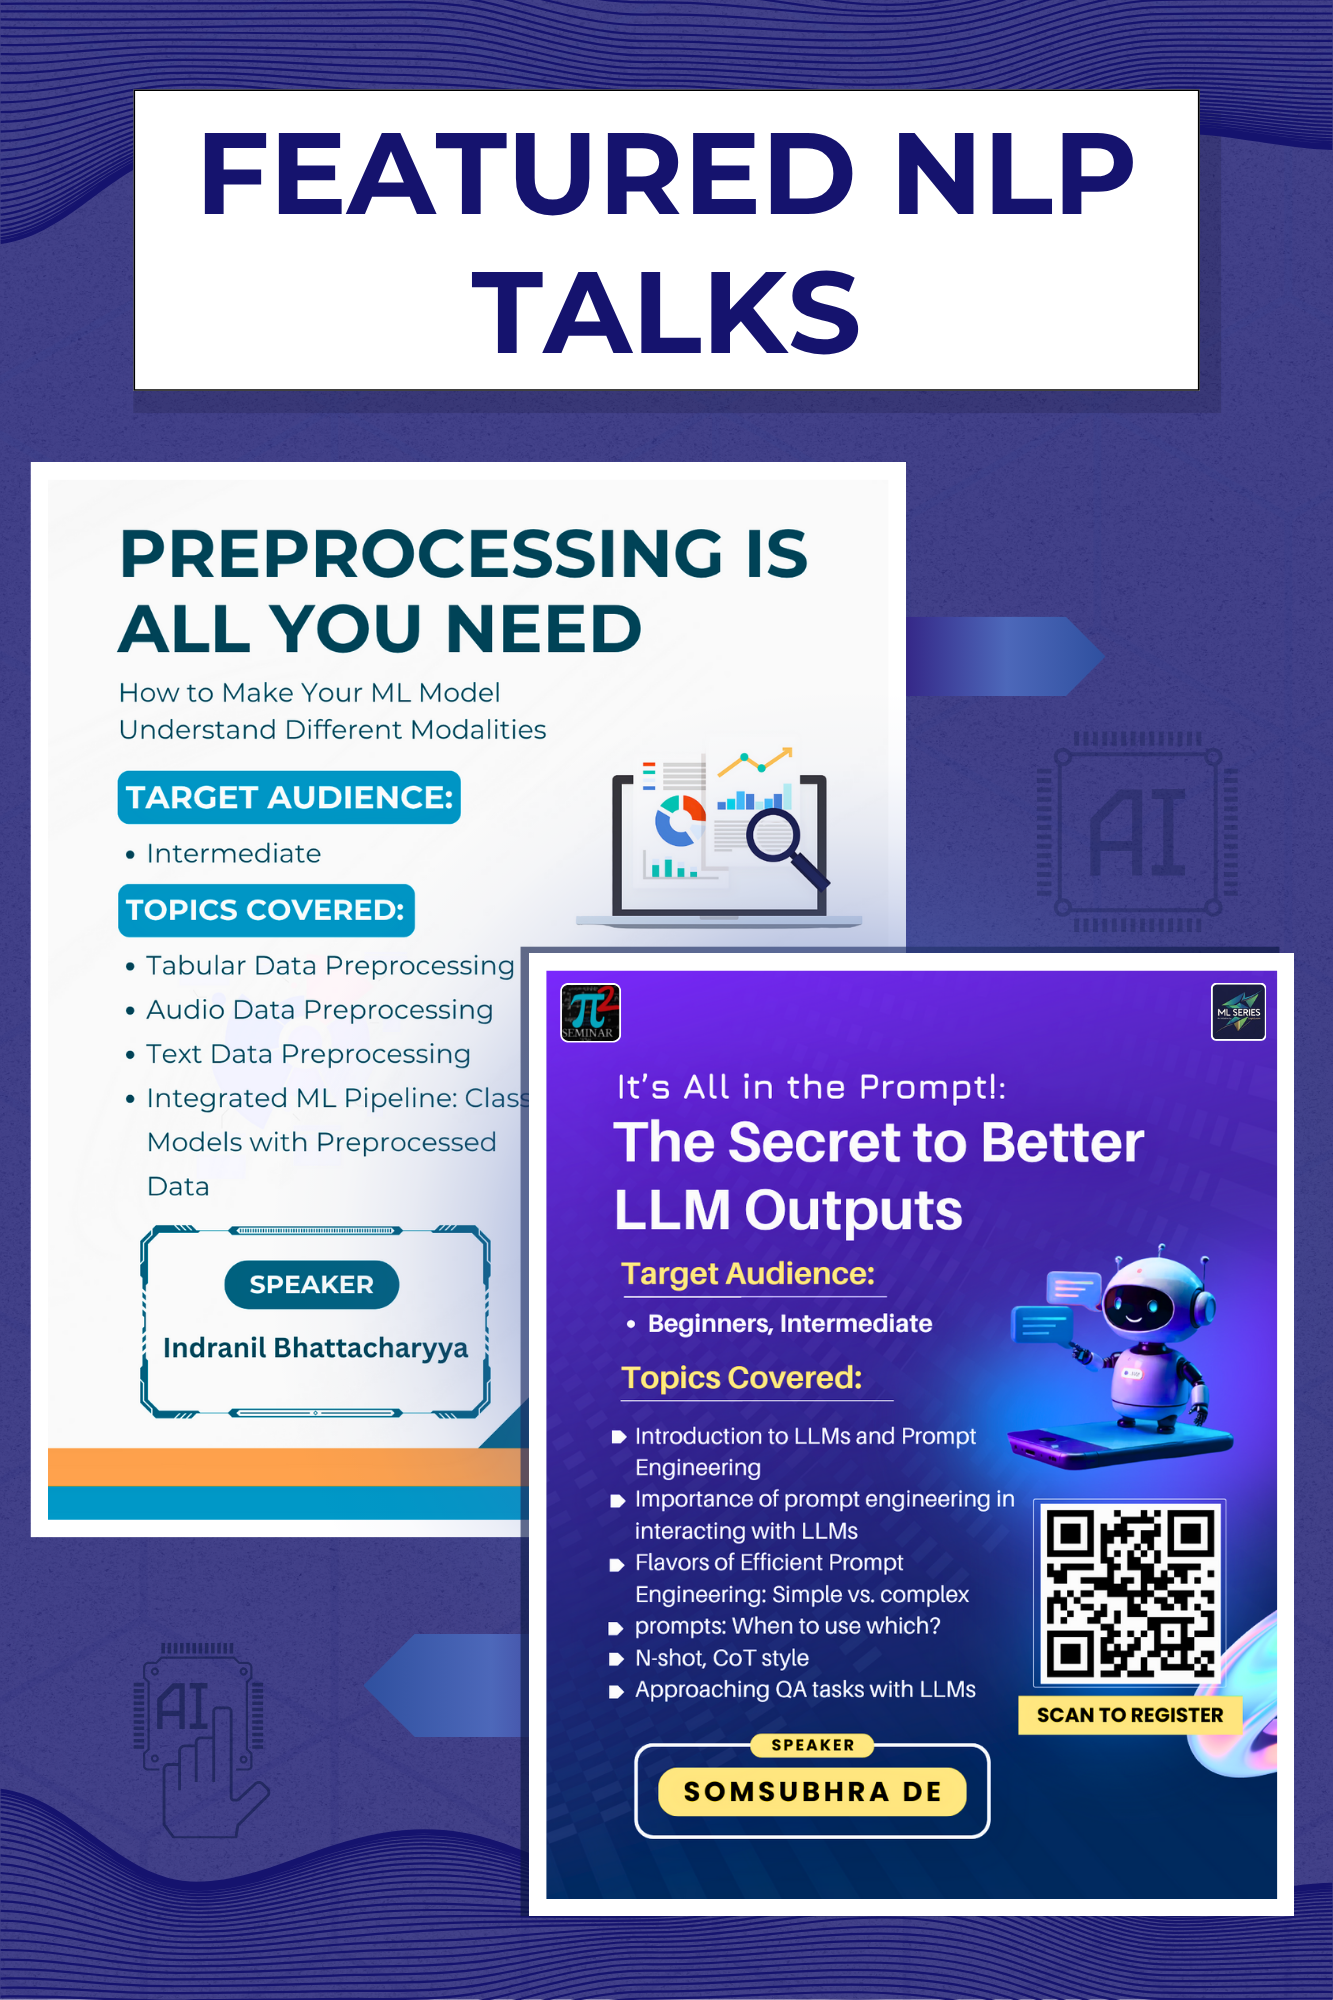 FEATURED NLP
TALKS
PREPROCESSING IS
ALL YOU NEED
How to Make Your ML Model
Understand Different Modalities
TARGET AUDIENCE:
• Intermediate
TOPICS COVERED:
• Tabular Data Preprocessing
• Audio Data Preprocessing
• Text Data Preprocessing
• Integrated ML Pipeline: Class
Models with Preprocessed
Data
SPEAKER
Indranil Bhattacharyya
π2
SEMINAR
ML SERIES
It's All in the Prompt!:
The Secret to Better
LLM Outputs
Target Audience:
• Beginners, Intermediate
Topics Covered:
Introduction to LLMs and Prompt
Engineering
Importance of prompt engineering in
interacting with LLMs
Flavors of Efficient Prompt
Engineering: Simple vs. complex
prompts: When to use which?
N-shot, CoT style
Approaching QA tasks with LLMs
SCAN TO REGISTER
SPEAKER
SOMSUBHRA DE
AI
AI